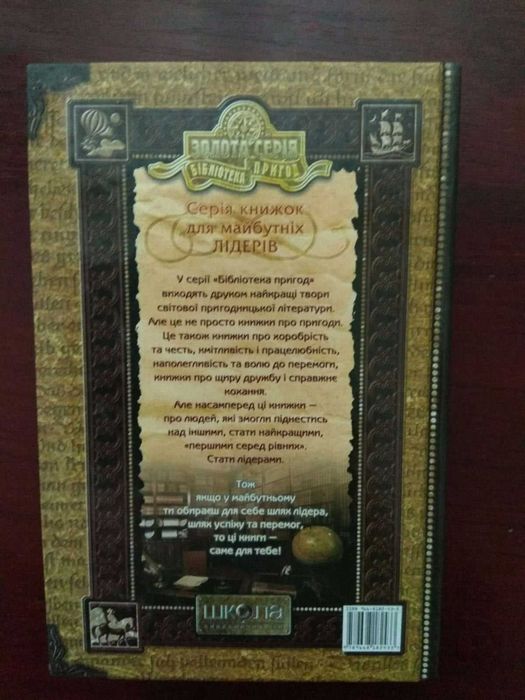 ЗОЛОТА СЕРІЯ
БІБЛІОТЕКА ПРИГОД
Серія книжок
для майбутніх
ЛІДЕРІВ
У серії «Бібліотека пригод»
виходять друком найкращі твори
світової пригодницької літератури.
Але це не просто книжки про пригоди.
Це також книжки про хоробрість
та честь, кмітливість і працелюбність,
наполегливість та волю до перемоги,
книжки про щиру дружбу і справжнє
кохання.
Але насамперед ці книжки —
про людей, які змогли піднестись
над іншими, стати найкращими,
«першими серед рівних».
Стати лідерами.
Тож
якщо у майбутньому
ти обираєш для себе шлях лідера,
шлях успіху та перемог,
то ці книги —
саме для тебе!
ШКОЛА